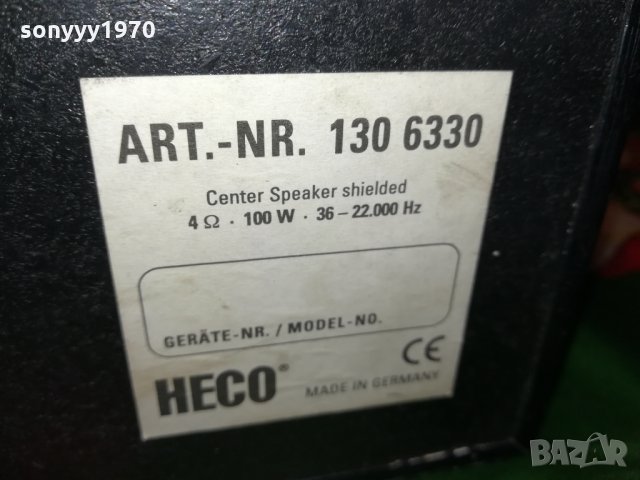 sonyyy1970
ART.-NR. 130 6330
Center Speaker shielded
4 Ω · 100 W · 36 – 22.000 Hz
GERÄTE-NR. / MODEL-NO.
CE
HECO®
MADE IN GERMANY
BAZAR